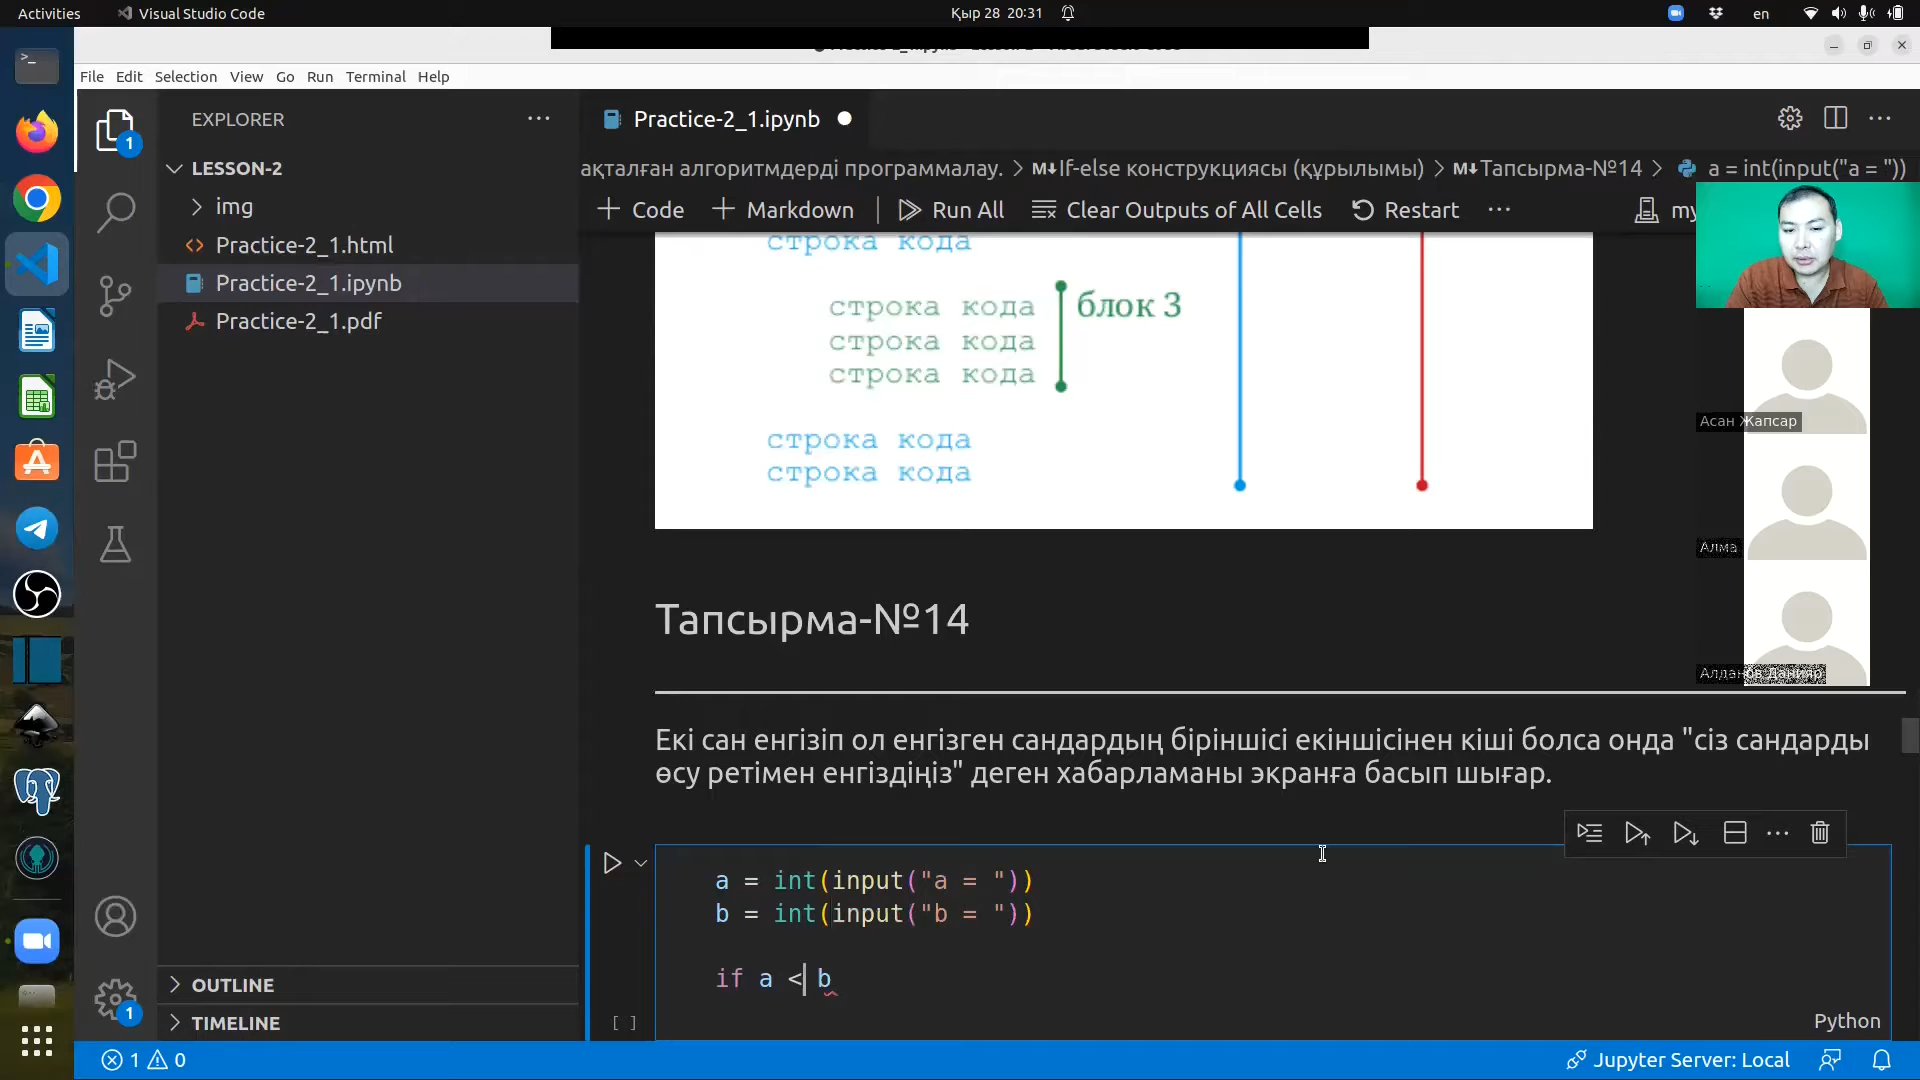 Activities
Visual Studio Code
Қыр 28 20:31
en
File Edit Selection View Go Run Terminal Help
EXPLORER
Practice-2_1.ipynb
LESSON-2
ақталған алгоритмдерді программалау. > M↓If-else конструкциясы (құрылымы) > M↓Тапсырма-№14 > a = int(input("a = "))
img
+ Code + Markdown Run All Clear Outputs of All Cells Restart ···
my
Practice-2_1.html
строка кода
Practice-2_1.ipynb
строка кода
блок 3
Practice-2_1.pdf
строка кода
строка кода
Асан Жапсар
строка кода
строка кода
Алма
Тапсырма-№14
Алданов Данияр
Екі сан енгізіп ол енгізген сандардың біріншісі екіншісінен кіші болса онда "сіз сандарды
өсу ретімен енгіздіңіз" деген хабарламаны экранға басып шығар.
a = int(input("a = "))
b = int(input("b = "))
if a < b
OUTLINE
[ ]
Python
TIMELINE
1 0
Jupyter Server: Local
1
1